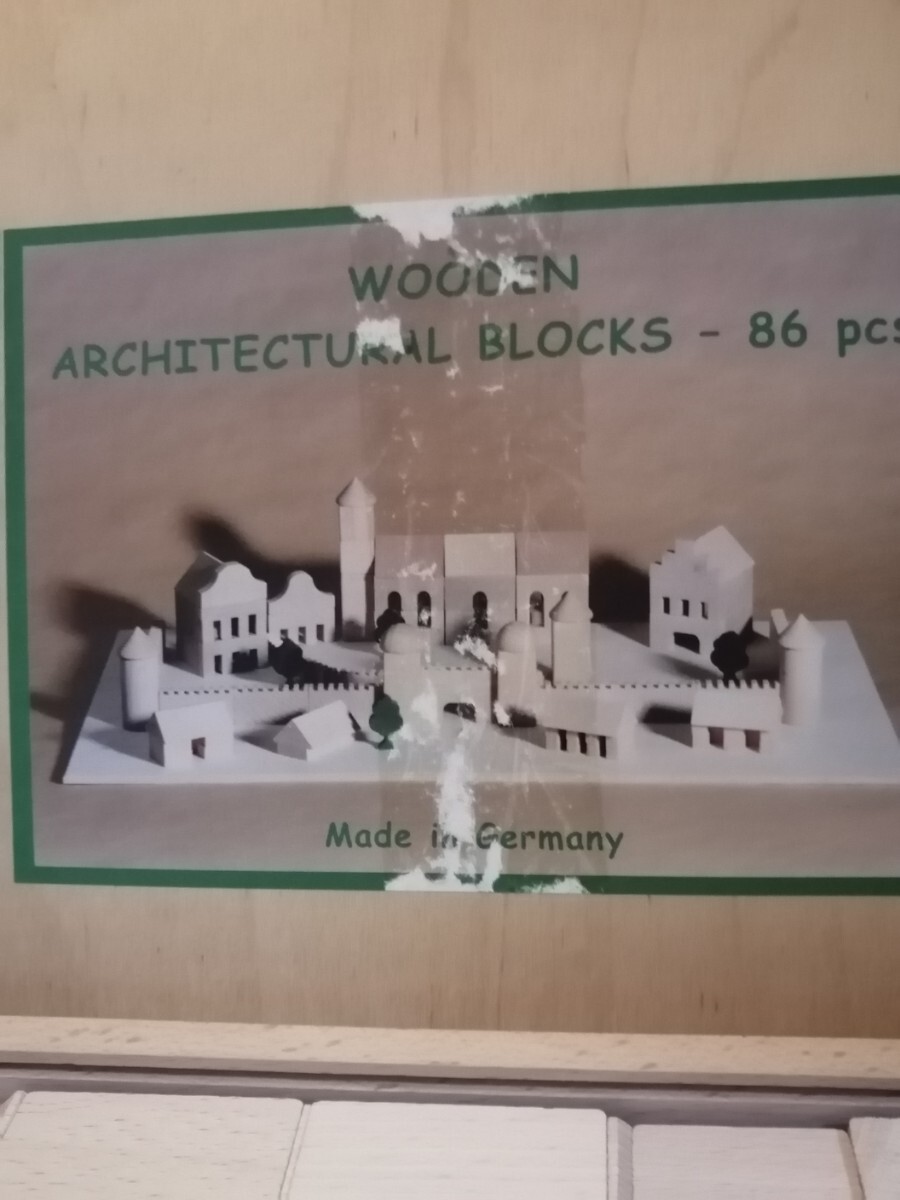 WOODEN
ARCHITECTURAL BLOCKS - 86 pcs
Made in Germany